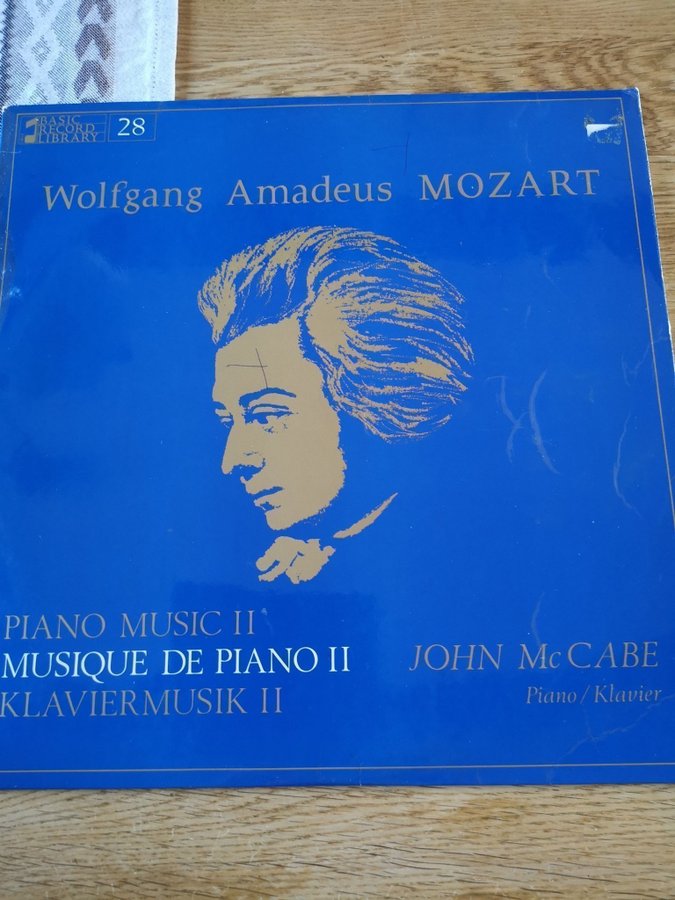 BASIC
RECORD
LIBRARY
28
Wolfgang Amadeus MOZART
PIANO MUSIC II
MUSIQUE DE PIANO II
KLAVIERMUSIK II
JOHN McCABE
Piano/Klavier